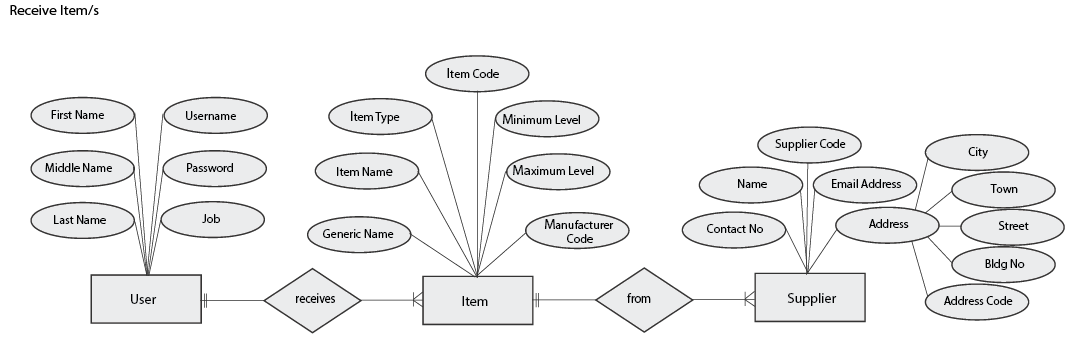 Receive Item/s
Item Code
First Name
Username
Item Type
Minimum Level
Supplier Code
City
Middle Name
Password
Item Name
Maximum Level
Name
Email Address
Town
Last Name
Job
Generic Name
Manufacturer
Code
Contact No
Address
Street
Bldg No
User
receives
Item
from
Supplier
Address Code